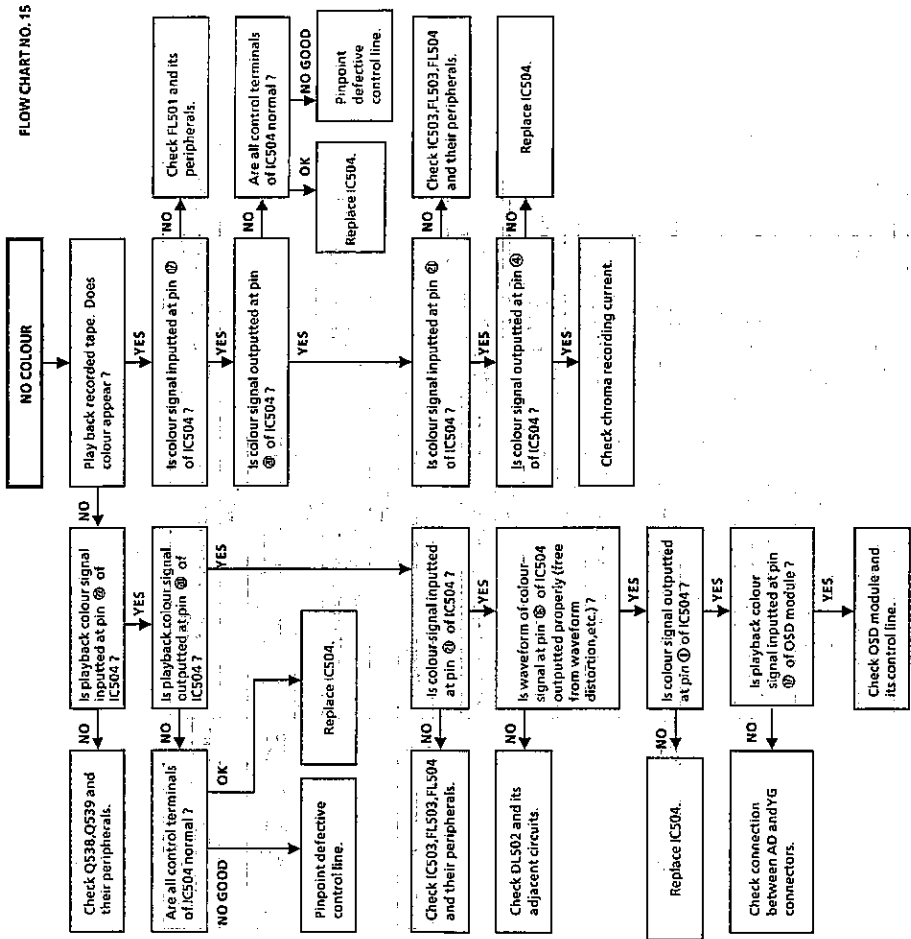 FLOW CHART NO. 15
NO COLOUR
Play back recorded tape. Does
colour appear ?
NO
YES
Is playback colour signal
inputted at pin of
IC504 ?
NO
YES
Check Q538,Q539 and
their peripherals.
Is playback colour signal
outputted at pin of
IC504 ?
NO
YES
Are all control terminals
of IC504 normal ?
NO GOOD
OK
Pinpoint defective
control line.
Replace IC504.
Is colour signal inputted
at pin ㉑ of IC504 ?
NO
YES
Check IC503,FL503,FL504
and their peripherals.
Is waveform of colour
signal at pin of IC504
outputted properly (free
from waveform
distortion,etc.) ?
NO
YES
Check DL502 and its
adjacent circuits.
Is colour signal outputted
at pin ① of IC504 ?
NO
YES
Replace IC504.
Is playback colour
signal inputted at pin
⑰ of OSD module ?
NO
YES
Check connection
between AD and YG
connectors.
Check OSD module and
its control line.
Is colour signal inputted at pin ⑰
of IC504 ?
NO
YES
Check FL501 and its
peripherals.
Is colour signal outputted at pin
of IC504 ?
NO
YES
Are all control terminals
of IC504 normal ?
OK
NO GOOD
Replace IC504.
Pinpoint
defective
control line.
Is colour signal inputted at pin ㉑
of IC504 ?
NO
YES
Check IC503,FL503,FL504
and their peripherals.
Is colour signal outputted at pin ④
of IC504 ?
NO
YES
Replace IC504.
Check chroma recording current.